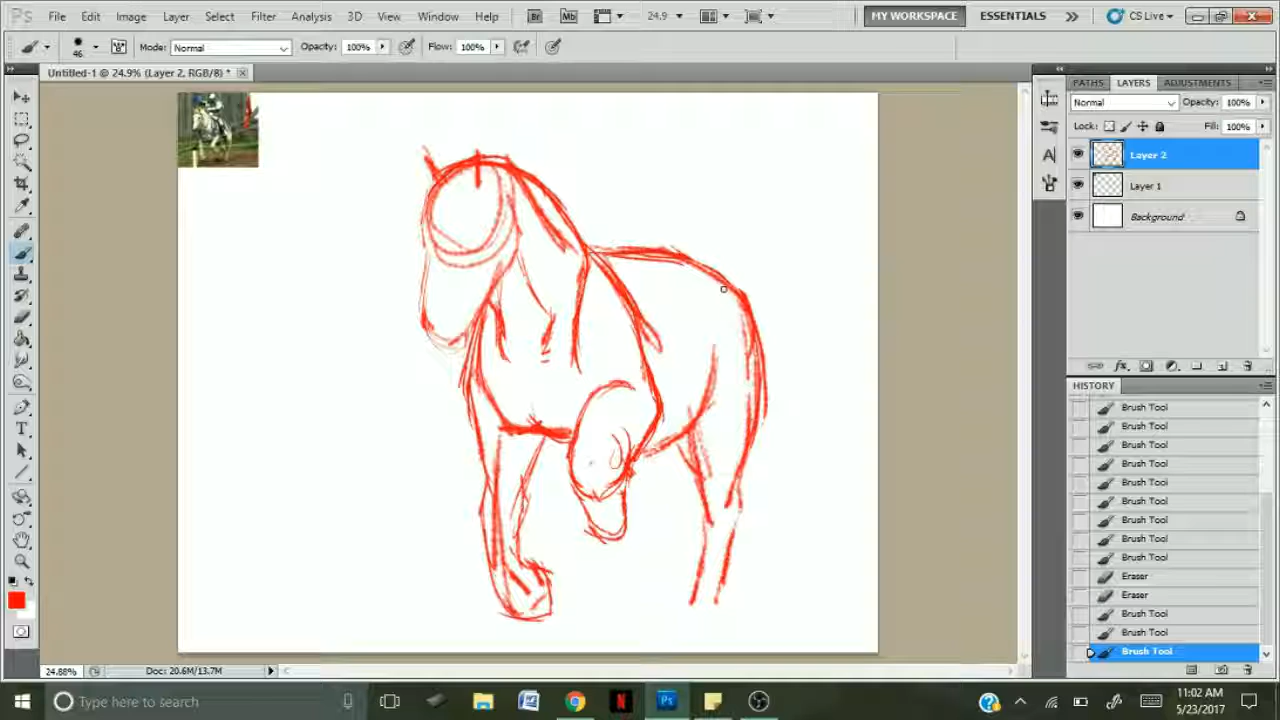 Ps File Edit Image Layer Select Filter Analysis 3D View Window Help Br Mb 24.9 MY WORKSPACE ESSENTIALS CS Live
46 Mode: Normal Opacity: 100% Flow: 100%
Untitled-1 @ 24.9% (Layer 2, RGB/8) *
PATHS LAYERS ADJUSTMENTS
Normal Opacity: 100%
Lock: Fill: 100%
Layer 2
Layer 1
Background
HISTORY
Brush Tool
Brush Tool
Brush Tool
Brush Tool
Brush Tool
Brush Tool
Brush Tool
Brush Tool
Brush Tool
Eraser
Eraser
Brush Tool
Brush Tool
Brush Tool
24.88% Doc: 20.6M/13.7M
Type here to search
11:02 AM
5/23/2017